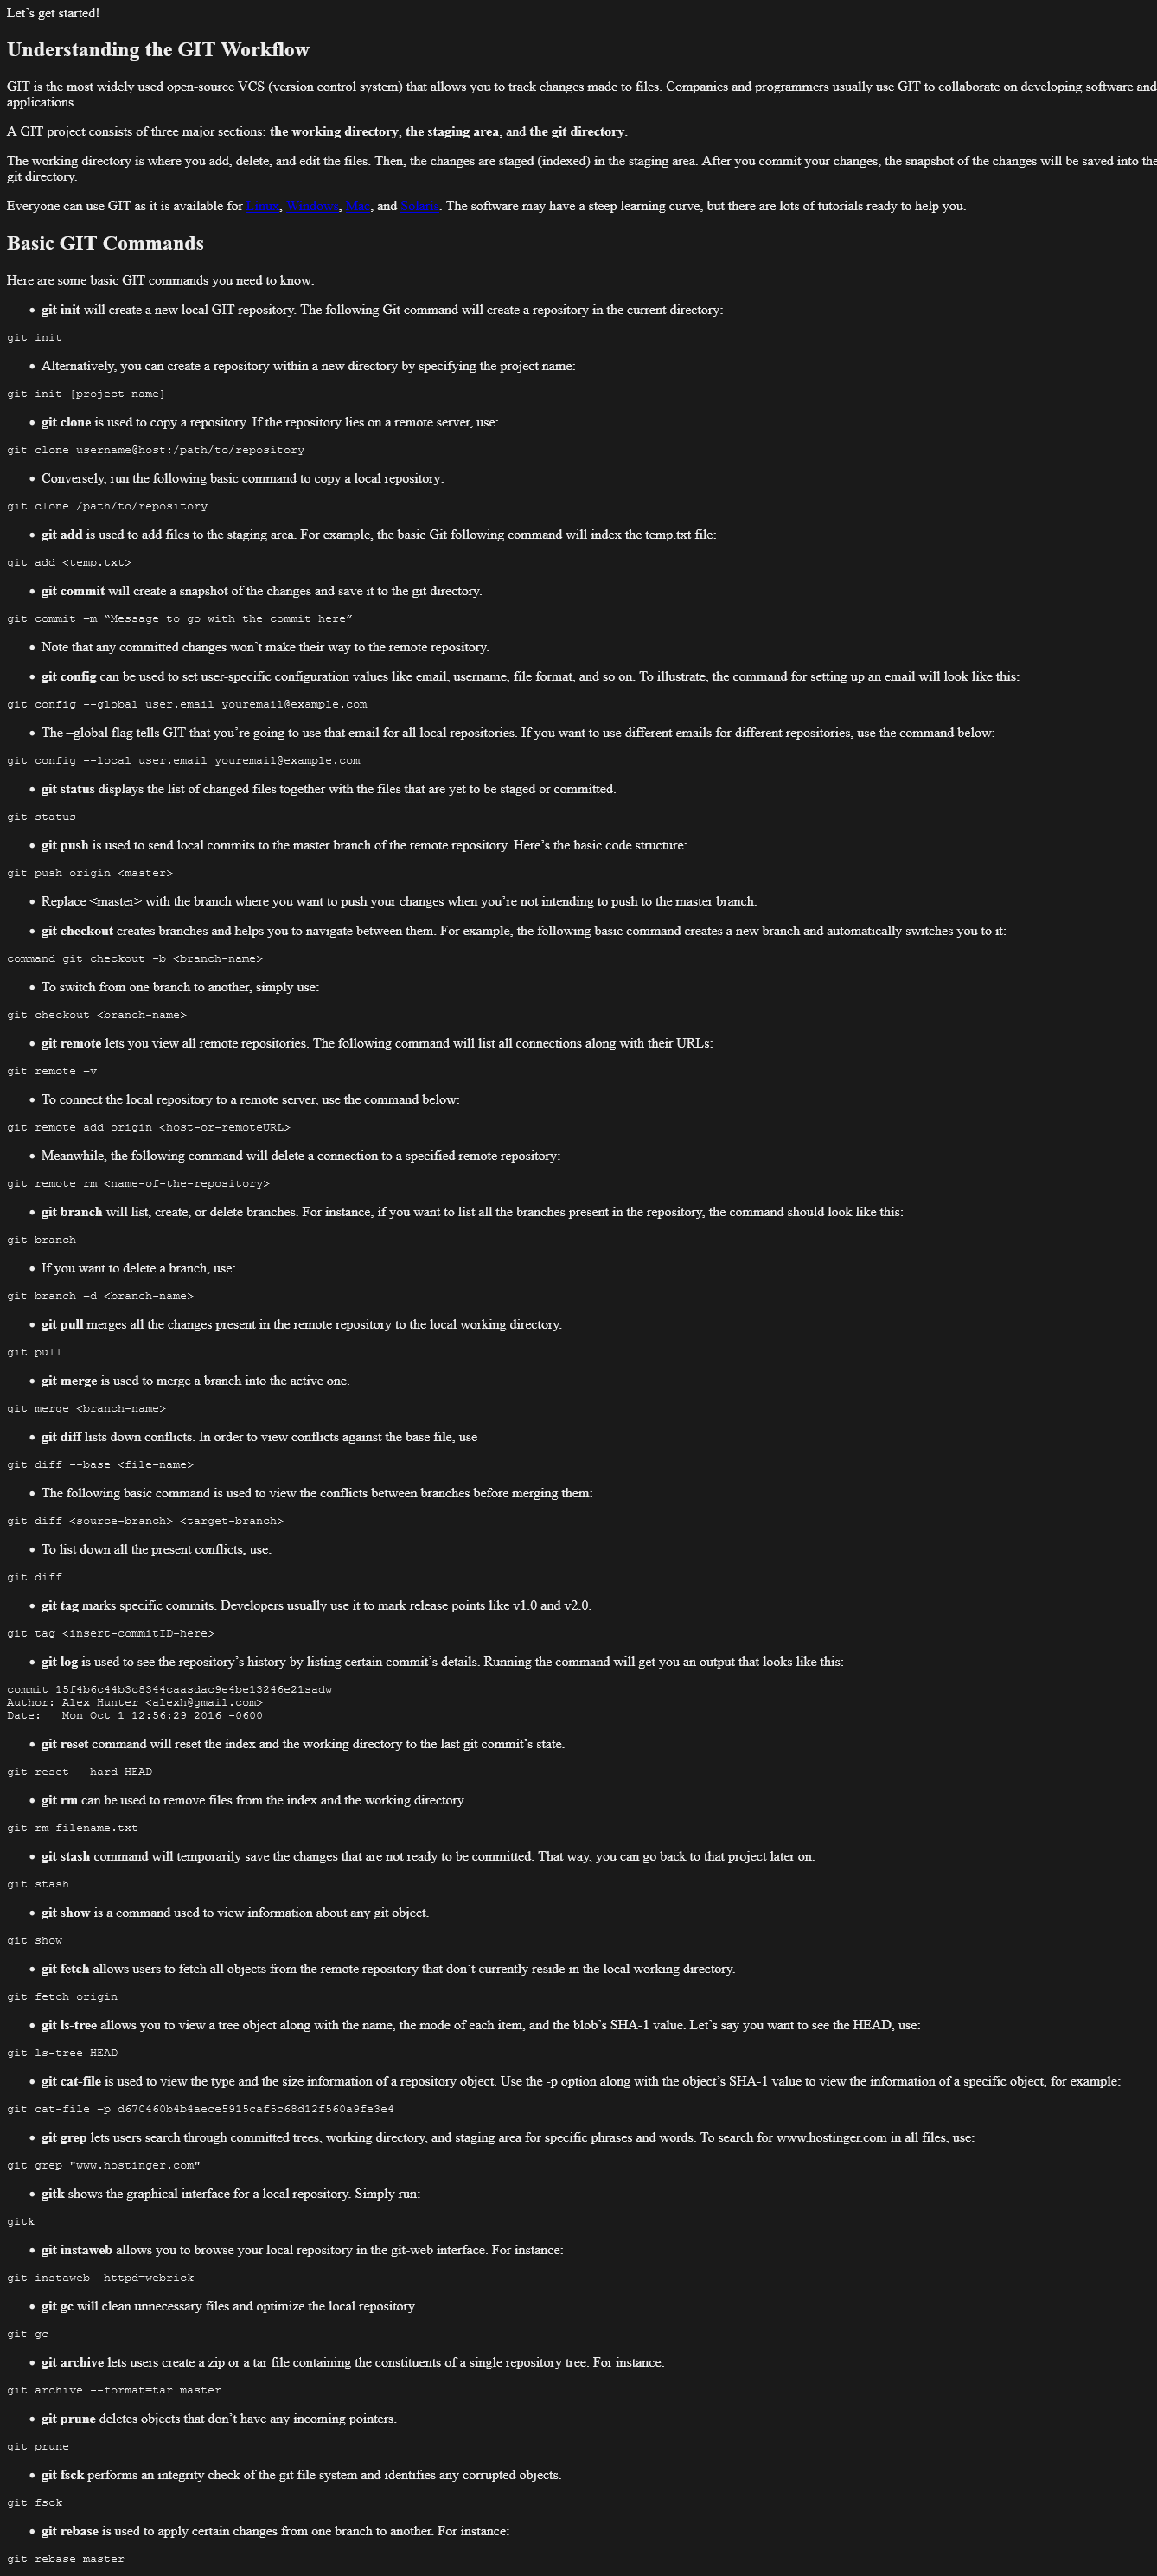 Let’s get started!
Understanding the GIT Workflow
GIT is the most widely used open-source VCS (version control system) that allows you to track changes made to files. Companies and programmers usually use GIT to collaborate on developing software and
applications.
A GIT project consists of three major sections: the working directory, the staging area, and the git directory.
The working directory is where you add, delete, and edit the files. Then, the changes are staged (indexed) in the staging area. After you commit your changes, the snapshot of the changes will be saved into the
git directory.
Everyone can use GIT as it is available for Linux, Windows, Mac, and Solaris. The software may have a steep learning curve, but there are lots of tutorials ready to help you.
Basic GIT Commands
Here are some basic GIT commands you need to know:
• git init will create a new local GIT repository. The following Git command will create a repository in the current directory:
git init
• Alternatively, you can create a repository within a new directory by specifying the project name:
git init [project name]
• git clone is used to copy a repository. If the repository lies on a remote server, use:
git clone username@host:/path/to/repository
• Conversely, run the following basic command to copy a local repository:
git clone /path/to/repository
• git add is used to add files to the staging area. For example, the basic Git following command will index the temp.txt file:
git add <temp.txt>
• git commit will create a snapshot of the changes and save it to the git directory.
git commit –m “Message to go with the commit here”
• Note that any committed changes won’t make their way to the remote repository.
• git config can be used to set user-specific configuration values like email, username, file format, and so on. To illustrate, the command for setting up an email will look like this:
git config --global user.email youremail@example.com
• The –global flag tells GIT that you’re going to use that email for all local repositories. If you want to use different emails for different repositories, use the command below:
git config --local user.email youremail@example.com
• git status displays the list of changed files together with the files that are yet to be staged or committed.
git status
• git push is used to send local commits to the master branch of the remote repository. Here’s the basic code structure:
git push origin <master>
• Replace <master> with the branch where you want to push your changes when you’re not intending to push to the master branch.
• git checkout creates branches and helps you to navigate between them. For example, the following basic command creates a new branch and automatically switches you to it:
command git checkout -b <branch-name>
• To switch from one branch to another, simply use:
git checkout <branch-name>
• git remote lets you view all remote repositories. The following command will list all connections along with their URLs:
git remote -v
• To connect the local repository to a remote server, use the command below:
git remote add origin <host-or-remoteURL>
• Meanwhile, the following command will delete a connection to a specified remote repository:
git remote rm <name-of-the-repository>
• git branch will list, create, or delete branches. For instance, if you want to list all the branches present in the repository, the command should look like this:
git branch
• If you want to delete a branch, use:
git branch -d <branch-name>
• git pull merges all the changes present in the remote repository to the local working directory.
git pull
• git merge is used to merge a branch into the active one.
git merge <branch-name>
• git diff lists down conflicts. In order to view conflicts against the base file, use
git diff --base <file-name>
• The following basic command is used to view the conflicts between branches before merging them:
git diff <source-branch> <target-branch>
• To list down all the present conflicts, use:
git diff
• git tag marks specific commits. Developers usually use it to mark release points like v1.0 and v2.0.
git tag <insert-commitID-here>
• git log is used to see the repository’s history by listing certain commit’s details. Running the command will get you an output that looks like this:
commit 15f4b6c44b3c8344caasdac9e4be13246e21sadw
Author: Alex Hunter <alexh@gmail.com>
Date:   Mon Oct 1 12:56:29 2016 -0600
• git reset command will reset the index and the working directory to the last git commit’s state.
git reset --hard HEAD
• git rm can be used to remove files from the index and the working directory.
git rm filename.txt
• git stash command will temporarily save the changes that are not ready to be committed. That way, you can go back to that project later on.
git stash
• git show is a command used to view information about any git object.
git show
• git fetch allows users to fetch all objects from the remote repository that don’t currently reside in the local working directory.
git fetch origin
• git ls-tree allows you to view a tree object along with the name, the mode of each item, and the blob’s SHA-1 value. Let’s say you want to see the HEAD, use:
git ls-tree HEAD
• git cat-file is used to view the type and the size information of a repository object. Use the -p option along with the object’s SHA-1 value to view the information of a specific object, for example:
git cat-file –p d670460b4b4aece5915caf5c68d12f560a9fe3e4
• git grep lets users search through committed trees, working directory, and staging area for specific phrases and words. To search for www.hostinger.com in all files, use:
git grep "www.hostinger.com"
• gitk shows the graphical interface for a local repository. Simply run:
gitk
• git instaweb allows you to browse your local repository in the git-web interface. For instance:
git instaweb –httpd=webrick
• git gc will clean unnecessary files and optimize the local repository.
git gc
• git archive lets users create a zip or a tar file containing the constituents of a single repository tree. For instance:
git archive --format=tar master
• git prune deletes objects that don’t have any incoming pointers.
git prune
• git fsck performs an integrity check of the git file system and identifies any corrupted objects.
git fsck
• git rebase is used to apply certain changes from one branch to another. For instance:
git rebase master